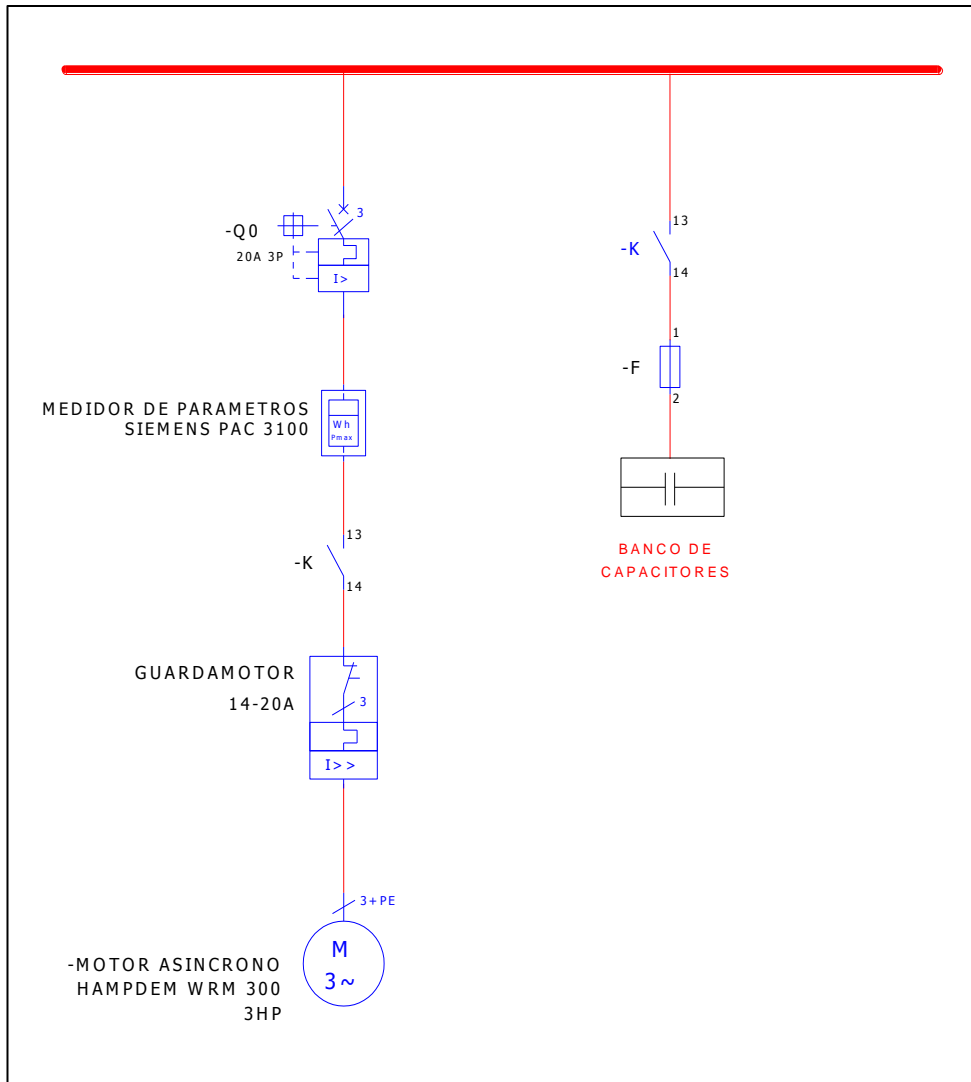 -Q0
3
20A 3P
I>
MEDIDOR DE PARAMETROS
SIEMENS PAC 3100
Wh
Pmax
13
-K
14
GUARDAMOTOR
14-20A
3
I>>
3+PE
M
3~
-MOTOR ASINCRONO
HAMPDEM WRM 300
3HP
13
-K
14
1
-F
2
BANCO DE
CAPACITORES